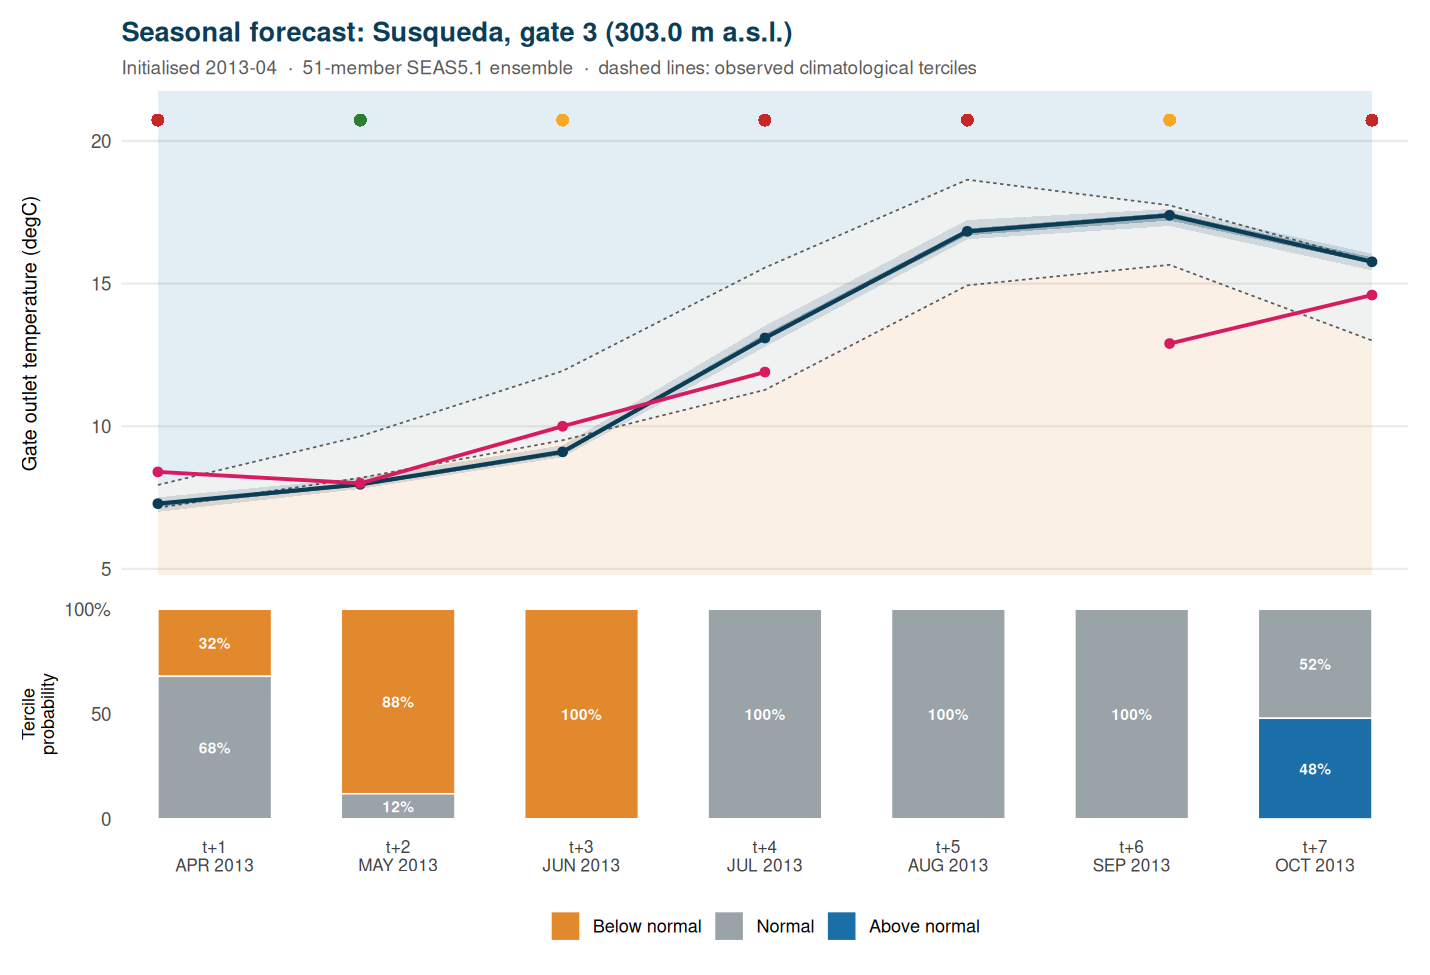 Seasonal forecast: Susqueda, gate 3 (303.0 m a.s.l.)
Initialised 2013-04 · 51-member SEAS5.1 ensemble · dashed lines: observed climatological terciles
Gate outlet temperature (degC)
20
15
10
5
Tercile
probability
100%
50
0
32%
68%
88%
12%
100%
100%
100%
100%
52%
48%
t+1
APR 2013
t+2
MAY 2013
t+3
JUN 2013
t+4
JUL 2013
t+5
AUG 2013
t+6
SEP 2013
t+7
OCT 2013
Below normal
Normal
Above normal